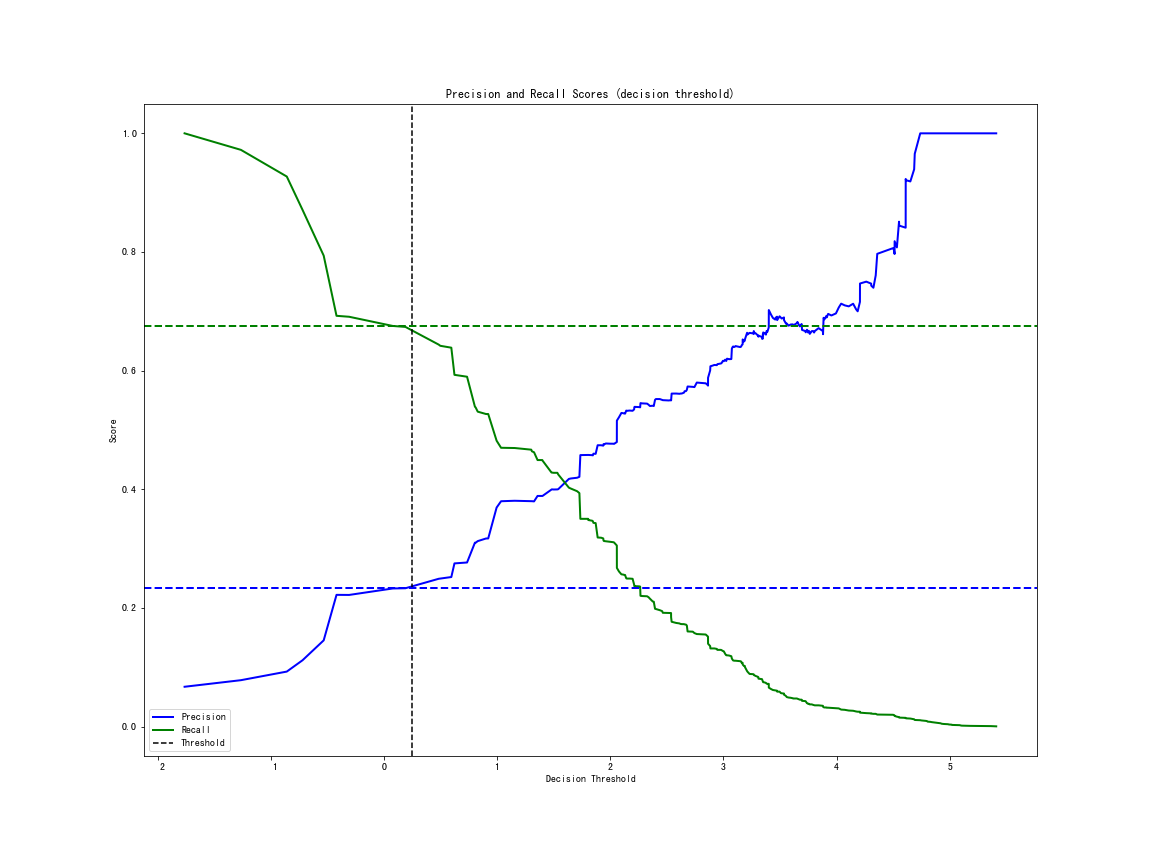 Precision and Recall Scores (decision threshold)
1.0
0.8
0.6
0.4
0.2
0.0
Score
Precision
Recall
Threshold
2 1 0 1 2 3 4 5
Decision Threshold